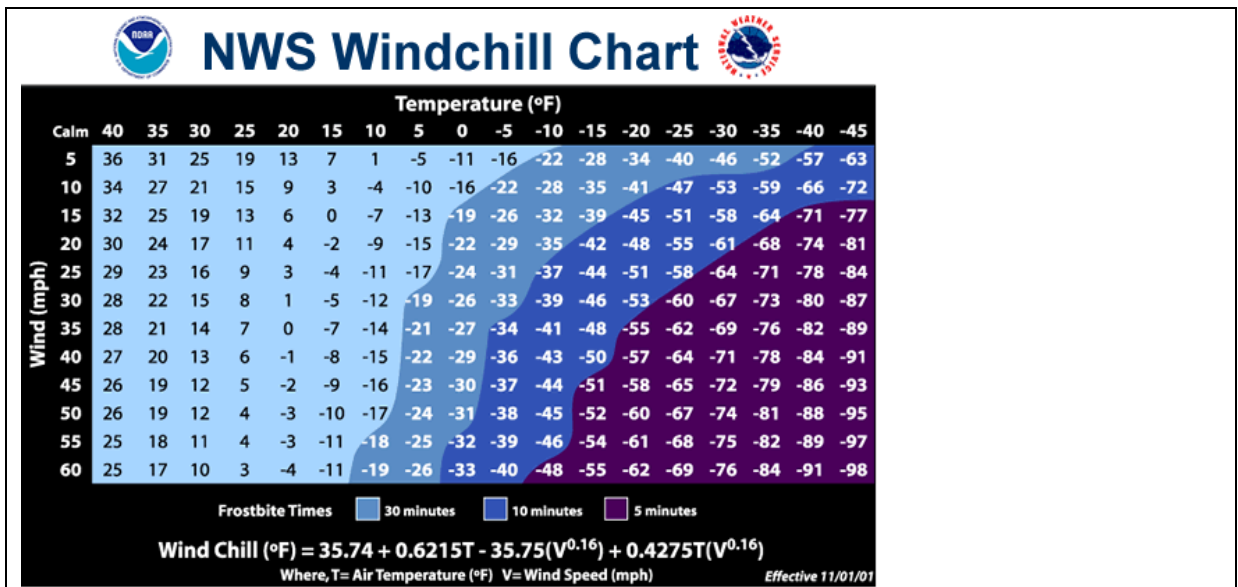 NOAA
NWS Windchill Chart
Temperature (ºF)
Calm 40 35 30 25 20 15 10 5 0 -5 -10 -15 -20 -25 -30 -35 -40 -45
5 36 31 25 19 13 7 1 -5 -11 -16 -22 -28 -34 -40 -46 -52 -57 -63
10 34 27 21 15 9 3 -4 -10 -16 -22 -28 -35 -41 -47 -53 -59 -66 -72
15 32 25 19 13 6 0 -7 -13 -19 -26 -32 -39 -45 -51 -58 -64 -71 -77
20 30 24 17 11 4 -2 -9 -15 -22 -29 -35 -42 -48 -55 -61 -68 -74 -81
25 29 23 16 9 3 -4 -11 -17 -24 -31 -37 -44 -51 -58 -64 -71 -78 -84
30 28 22 15 8 1 -5 -12 -19 -26 -33 -39 -46 -53 -60 -67 -73 -80 -87
35 28 21 14 7 0 -7 -14 -21 -27 -34 -41 -48 -55 -62 -69 -76 -82 -89
40 27 20 13 6 -1 -8 -15 -22 -29 -36 -43 -50 -57 -64 -71 -78 -84 -91
45 26 19 12 5 -2 -9 -16 -23 -30 -37 -44 -51 -58 -65 -72 -79 -86 -93
50 26 19 12 4 -3 -10 -17 -24 -31 -38 -45 -52 -60 -67 -74 -81 -88 -95
55 25 18 11 4 -3 -11 -18 -25 -32 -39 -46 -54 -61 -68 -75 -82 -89 -97
60 25 17 10 3 -4 -11 -19 -26 -33 -40 -48 -55 -62 -69 -76 -84 -91 -98
Wind (mph)
Frostbite Times 30 minutes 10 minutes 5 minutes
Wind Chill (ºF) = 35.74 + 0.6215T - 35.75(V^0.16) + 0.4275T(V^0.16)
Where, T= Air Temperature (ºF) V= Wind Speed (mph) Effective 11/01/01